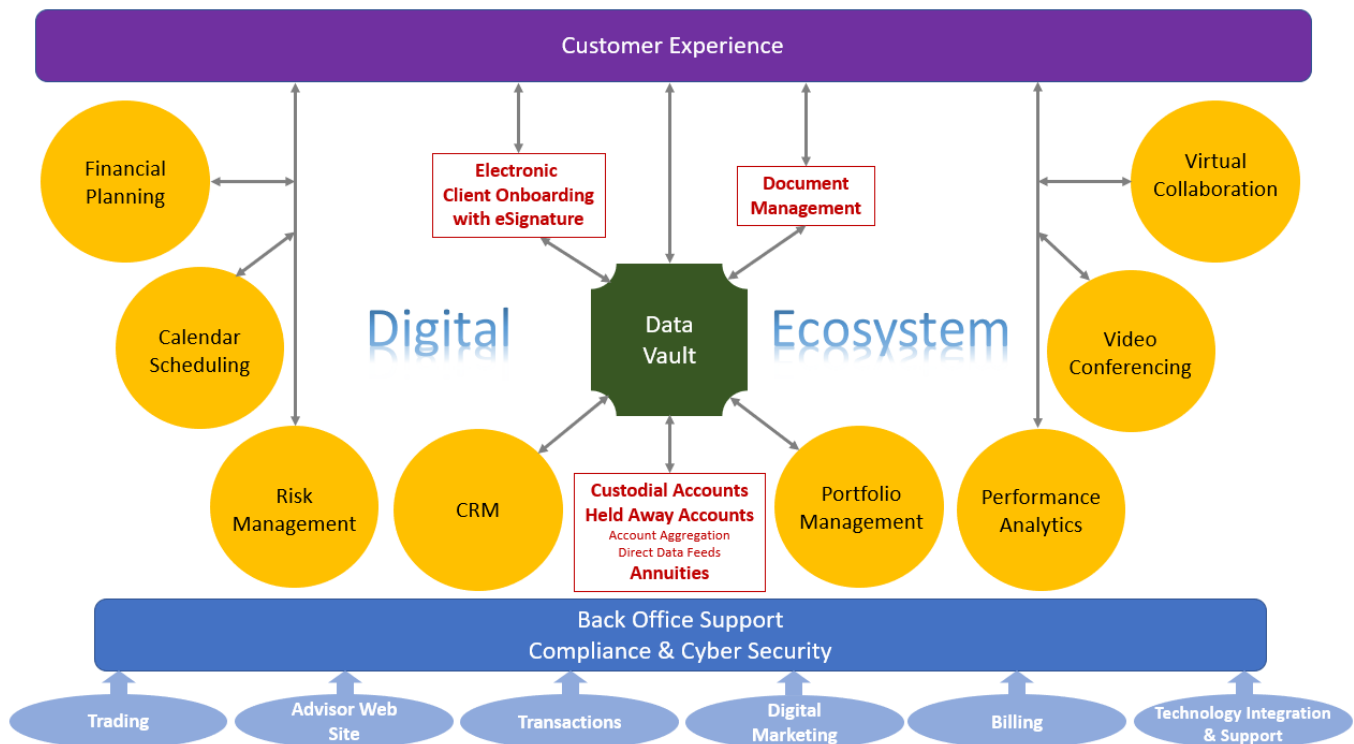 Customer Experience
Financial
Planning
Electronic
Client Onboarding
with eSignature
Document
Management
Virtual
Collaboration
Calendar
Scheduling
Digital
Data
Vault
Ecosystem
Video
Conferencing
Risk
Management
CRM
Custodial Accounts
Held Away Accounts
Account Aggregation
Direct Data Feeds
Annuities
Portfolio
Management
Performance
Analytics
Back Office Support
Compliance & Cyber Security
Trading
Advisor Web
Site
Transactions
Digital
Marketing
Billing
Technology Integration
& Support